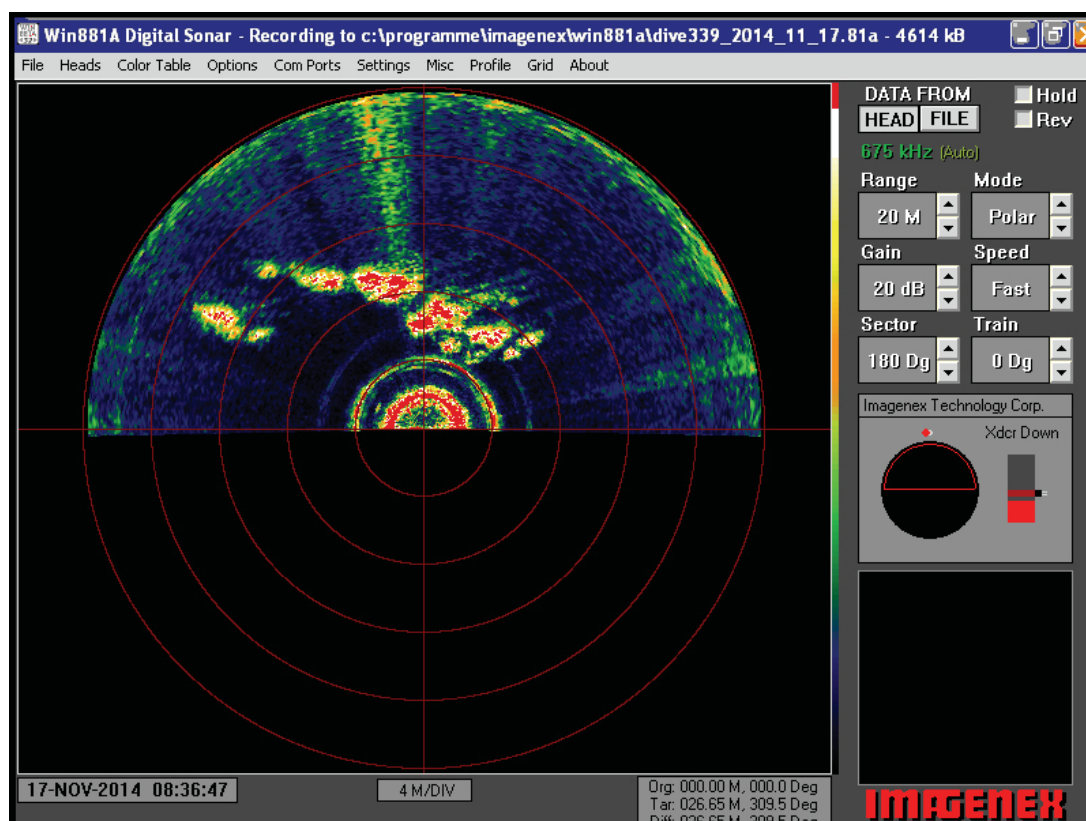 Win881A Digital Sonar - Recording to c:\programme\imagenex\win881a\dive339_2014_11_17.81a - 4614 kB
File Heads Color Table Options Com Ports Settings Misc Profile Grid About
DATA FROM
Hold
HEAD FILE
Rev
675 kHz (Auto)
Range Mode
20 M Polar
Gain Speed
20 dB Fast
Sector Train
180 Dg 0 Dg
Imagenex Technology Corp.
Xdcr Down
17-NOV-2014 08:36:47
4 M/DIV
Org: 000.00 M, 000.0 Deg
Tar: 026.65 M, 309.5 Deg
IMAGENEX